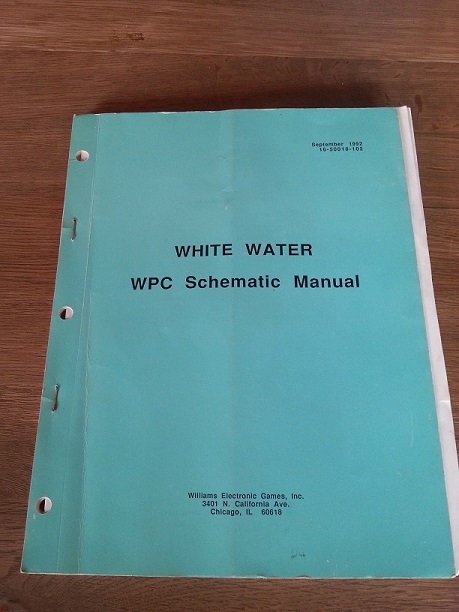 September 1992
16-50018-102
WHITE WATER
WPC Schematic Manual
Williams Electronic Games, Inc.
3401 N. California Ave.
Chicago, IL 60618